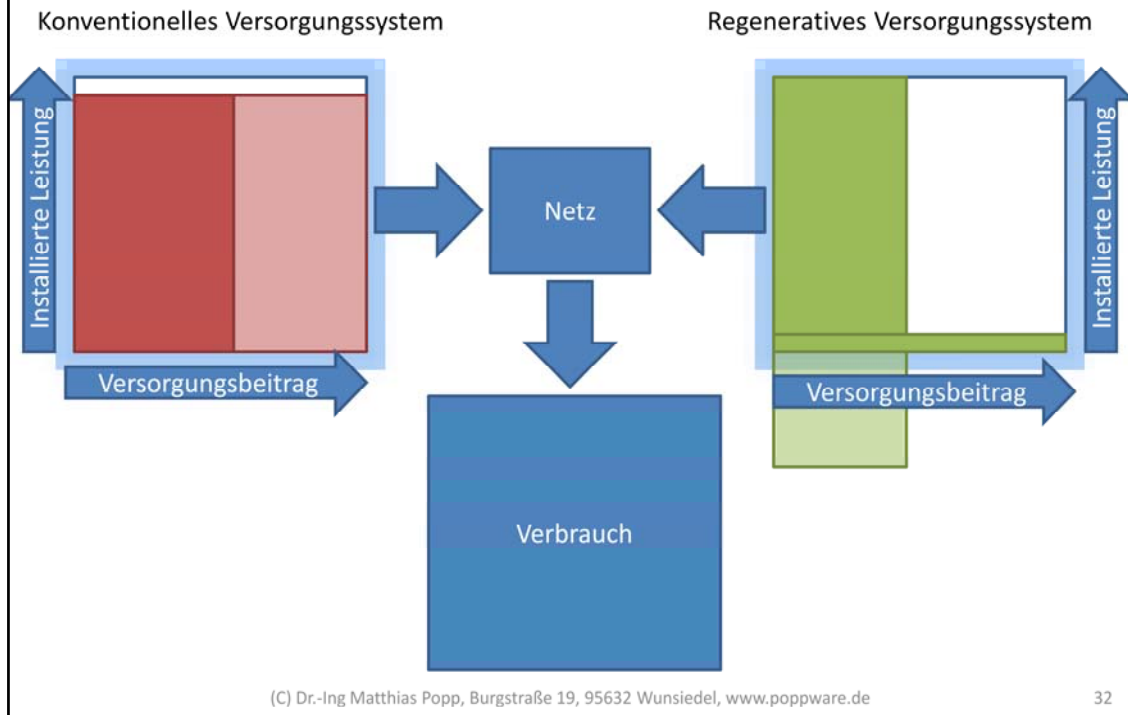 Konventionelles Versorgungssystem
Regeneratives Versorgungssystem
Installierte Leistung
Versorgungsbeitrag
Netz
Installierte Leistung
Versorgungsbeitrag
Verbrauch
(C) Dr.-Ing Matthias Popp, Burgstraße 19, 95632 Wunsiedel, www.poppware.de
32